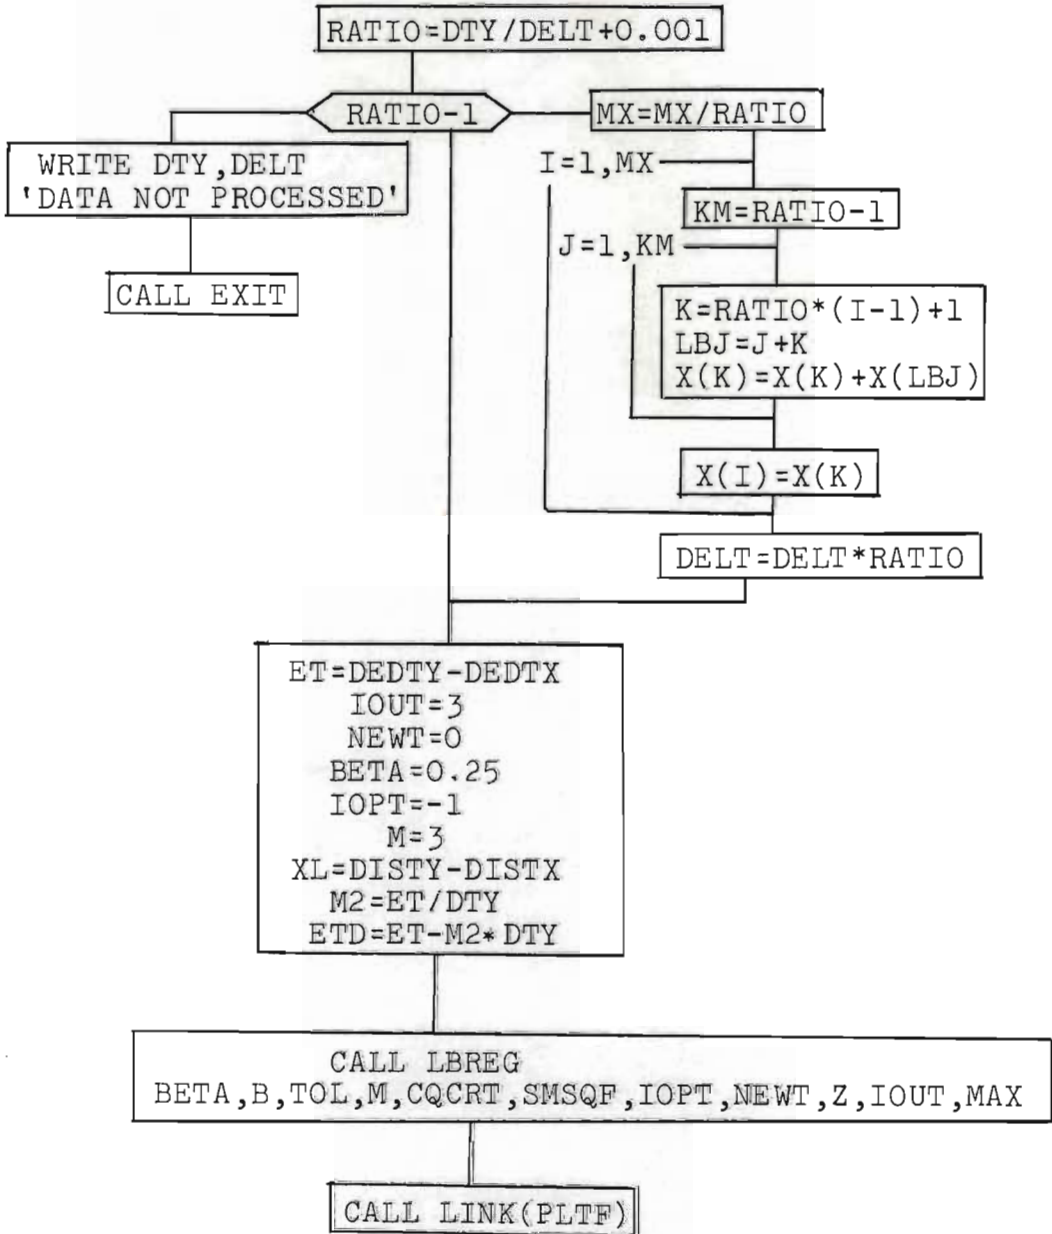 RATIO=DTY/DELT+0.001
RATIO-1
MX=MX/RATIO
WRITE DTY,DELT
'DATA NOT PROCESSED'
CALL EXIT
I=1,MX
KM=RATIO-1
J=1,KM
K=RATIO*(I-1)+1
LBJ=J+K
X(K)=X(K)+X(LBJ)
X(I)=X(K)
DELT=DELT*RATIO
ET=DEDTY-DEDTX
IOUT=3
NEWT=0
BETA=0.25
IOPT=-1
M=3
XL=DISTY-DISTX
M2=ET/DTY
ETD=ET-M2*DTY
CALL LBREG
BETA,B,TOL,M,CQCRT,SMSQF,IOPT,NEWT,Z,IOUT,MAX
CALL LINK(PLTF)